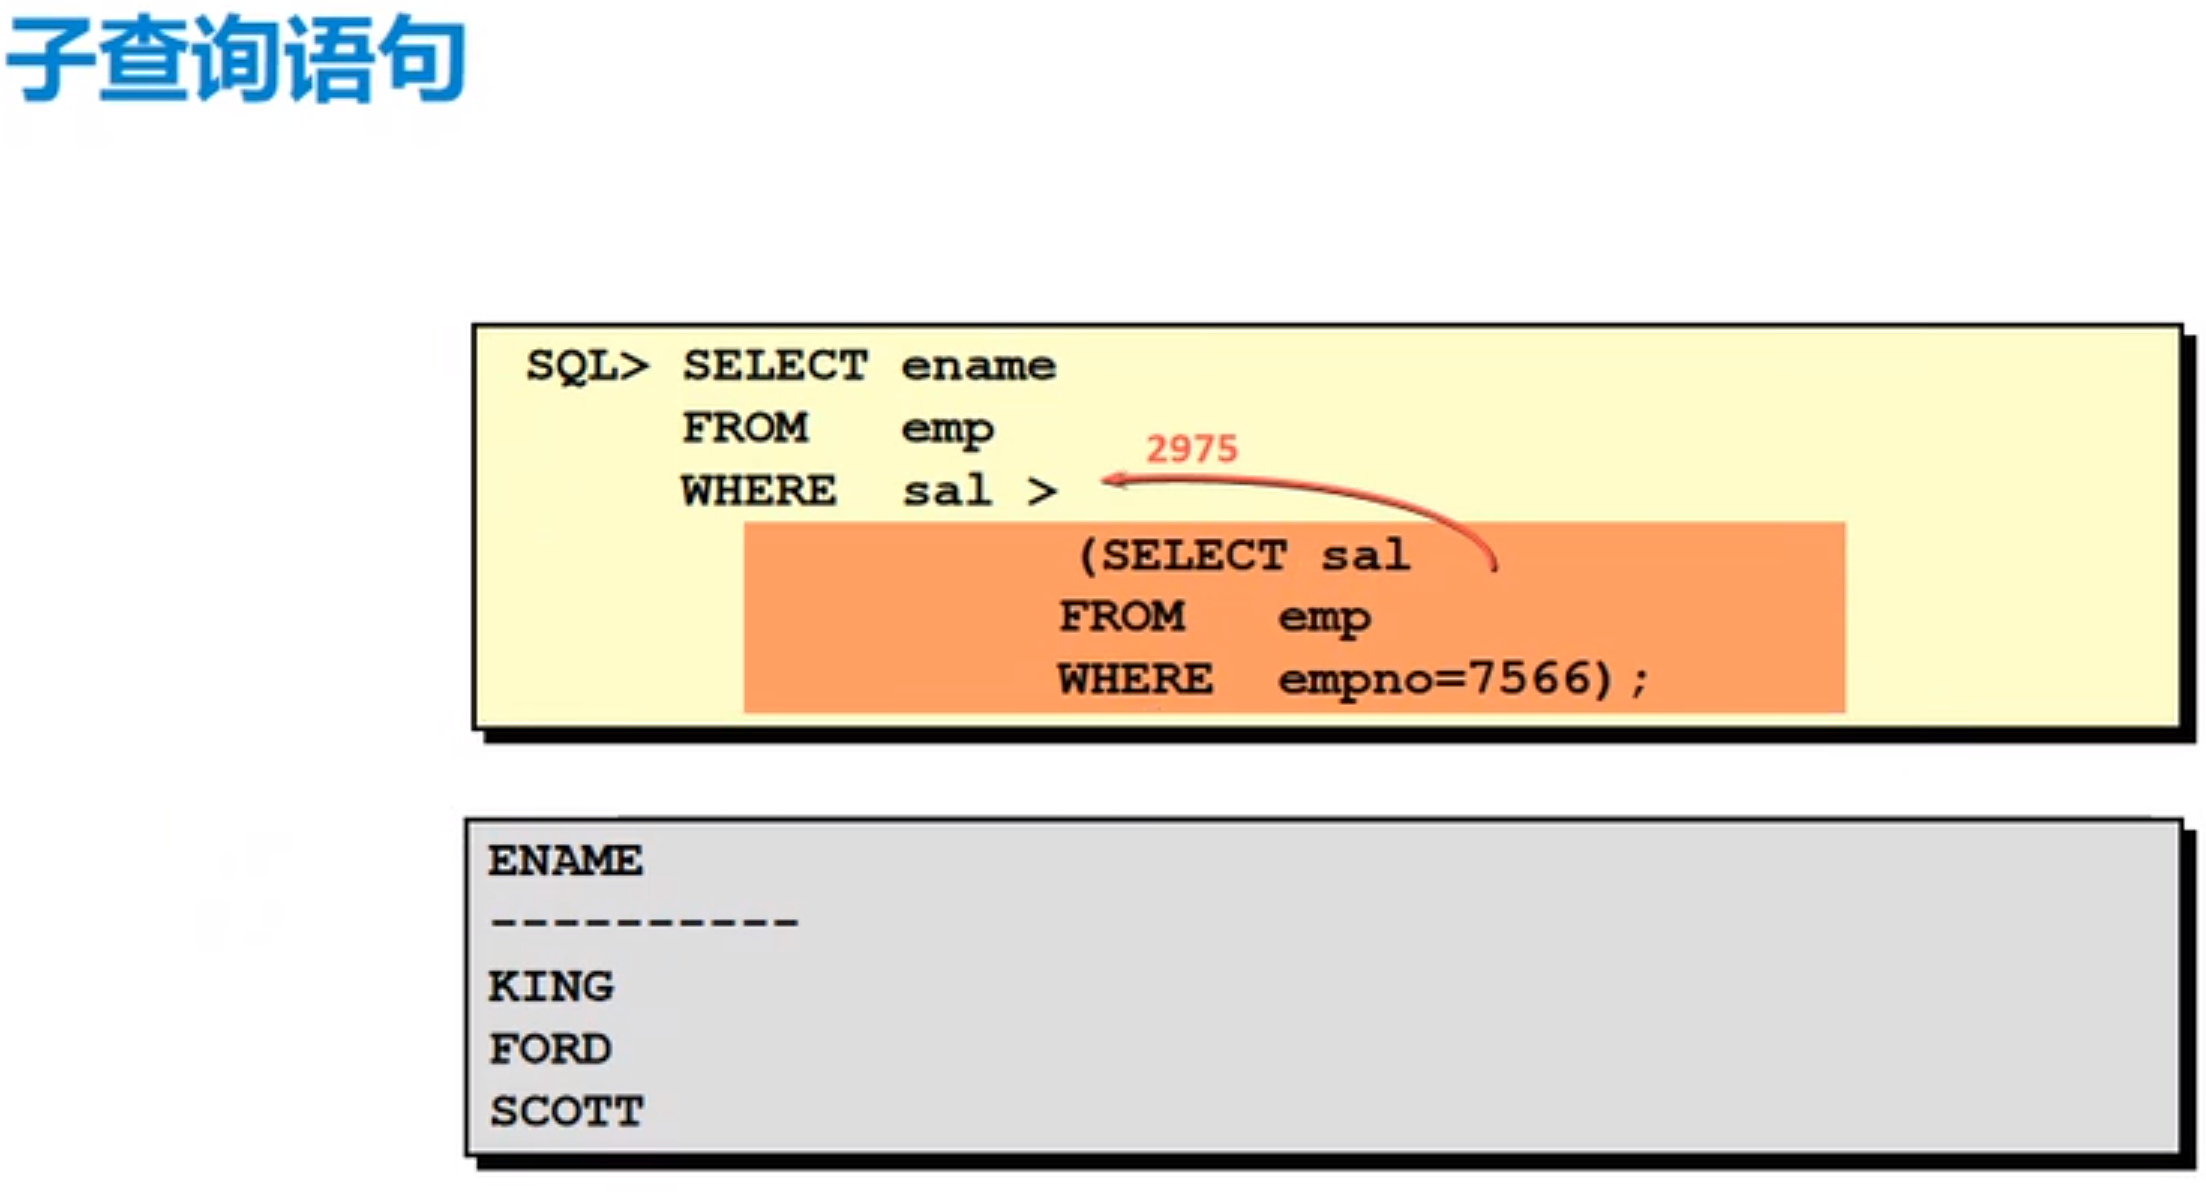 子查询语句
SQL> SELECT ename
FROM emp
2975
WHERE sal >
(SELECT sal
FROM emp
WHERE empno=7566);
ENAME
----------
KING
FORD
SCOTT